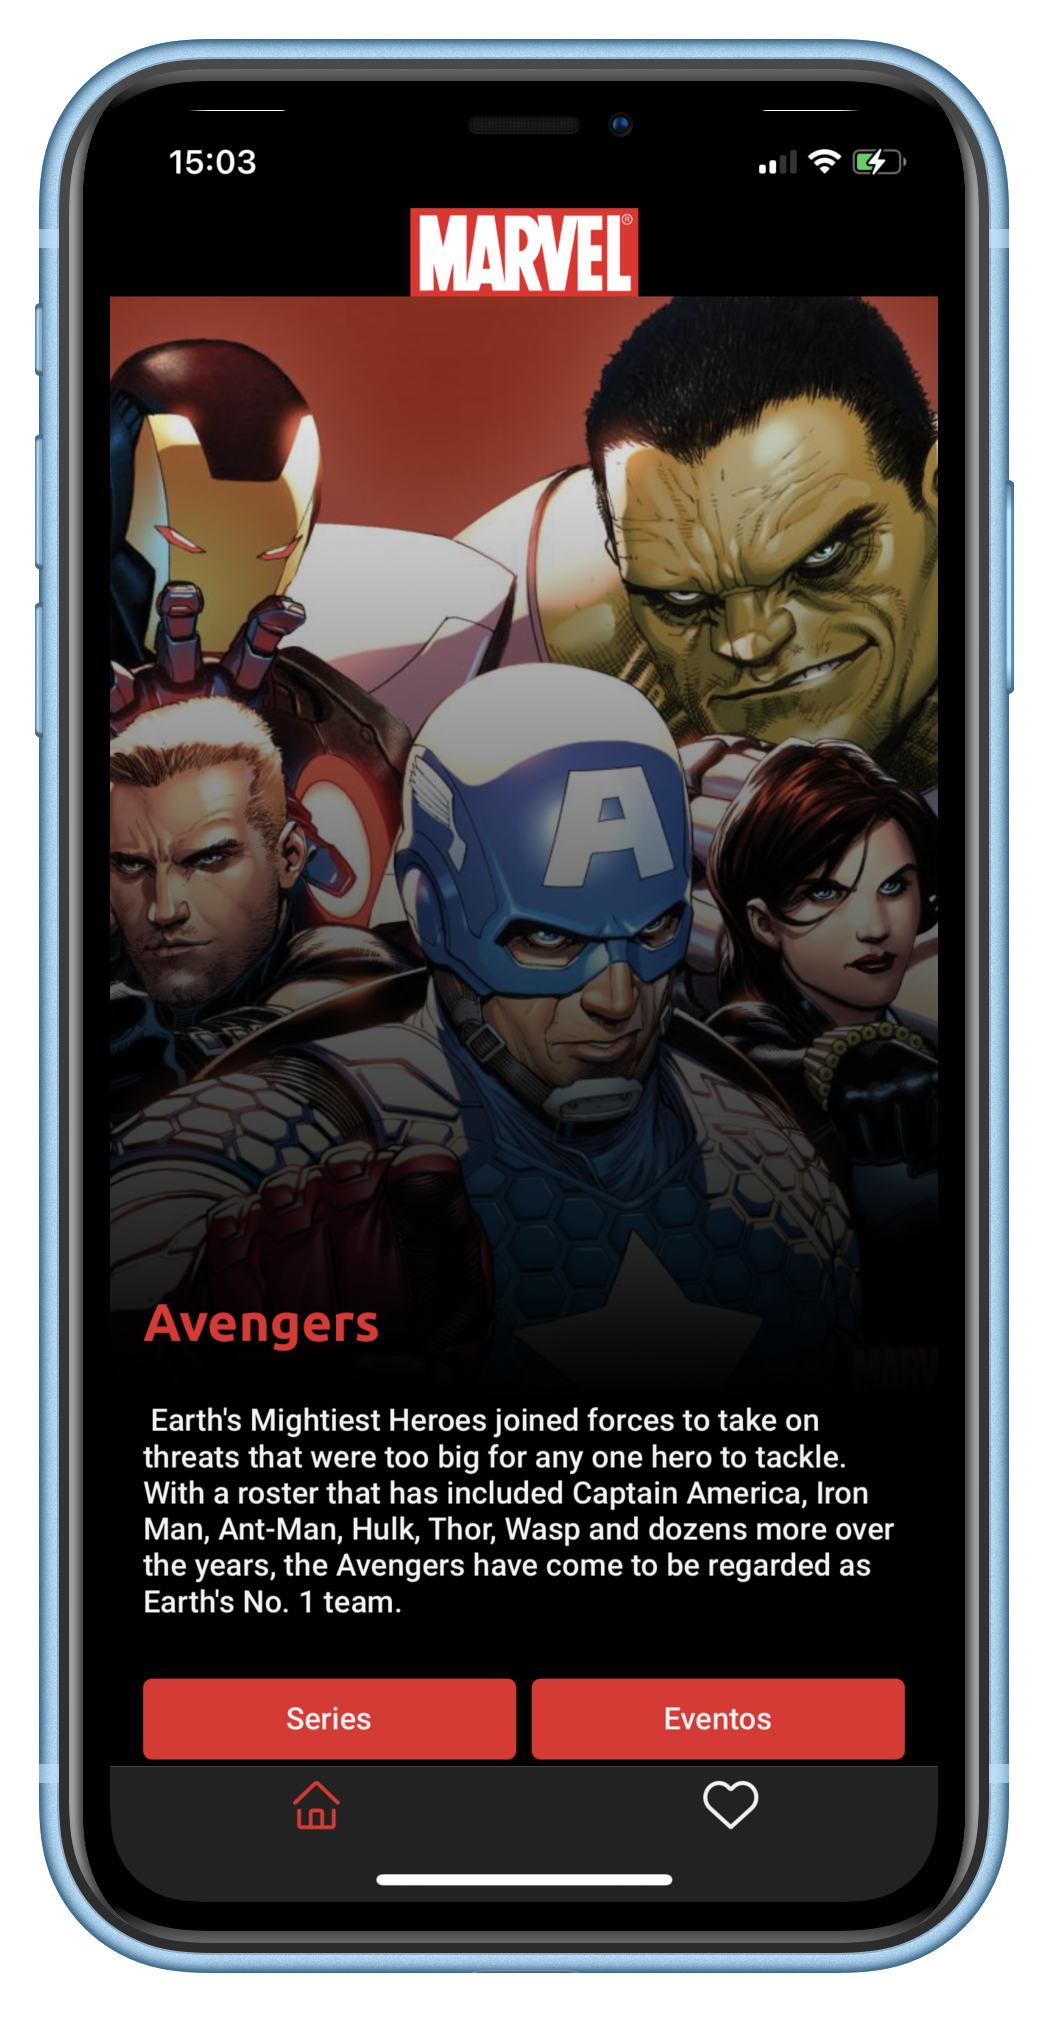 15:03
MARVEL®
A
MARV
Avengers
Earth's Mightiest Heroes joined forces to take on
threats that were too big for any one hero to tackle.
With a roster that has included Captain America, Iron
Man, Ant-Man, Hulk, Thor, Wasp and dozens more over
the years, the Avengers have come to be regarded as
Earth's No. 1 team.
Series Eventos